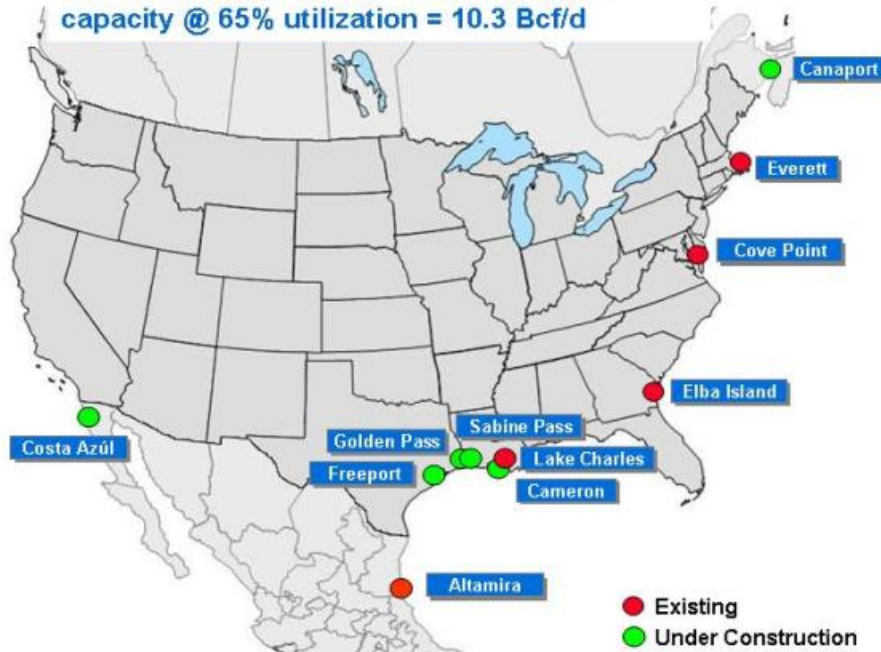 capacity @ 65% utilization = 10.3 Bcf/d
Canaport
Everett
Cove Point
Elba Island
Sabine Pass
Golden Pass
Lake Charles
Costa Azúl
Freeport
Cameron
Altamira
Existing
Under Construction